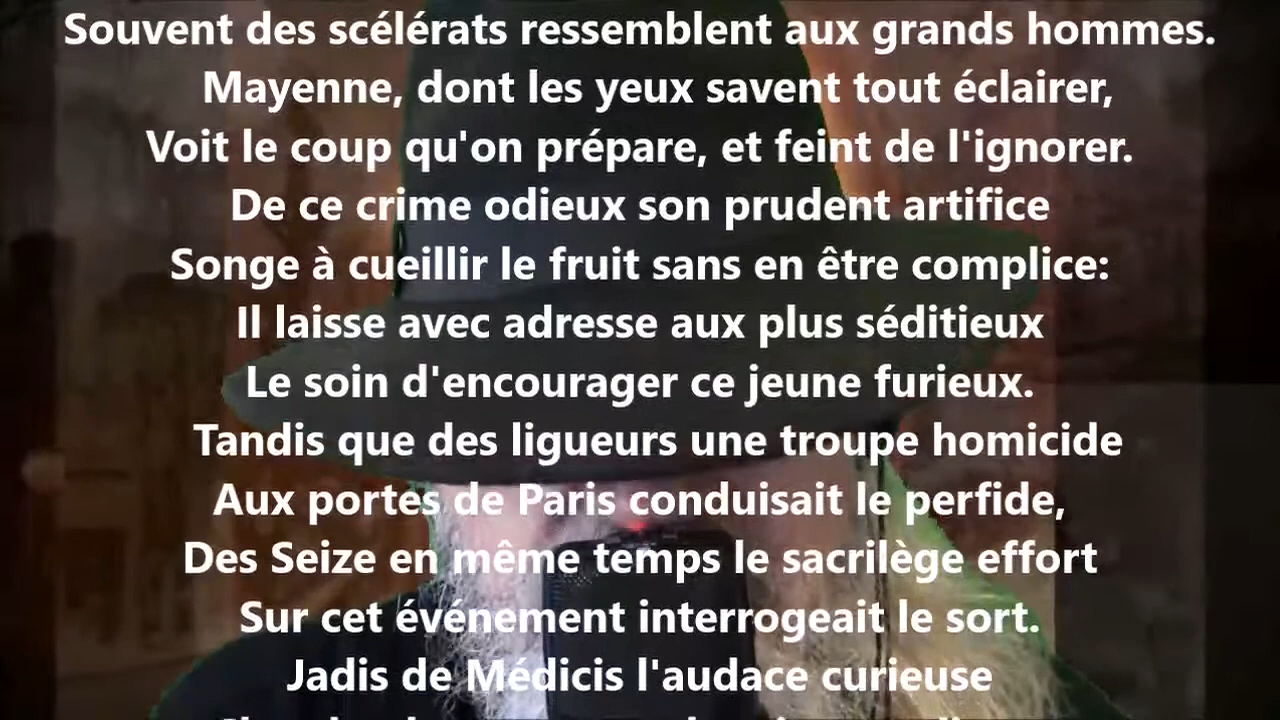 Souvent des scélérats ressemblent aux grands hommes.
Mayenne, dont les yeux savent tout éclairer,
Voit le coup qu'on prépare, et feint de l'ignorer.
De ce crime odieux son prudent artifice
Songe à cueillir le fruit sans en être complice:
Il laisse avec adresse aux plus séditieux
Le soin d'encourager ce jeune furieux.
Tandis que des ligueurs une troupe homicide
Aux portes de Paris conduisait le perfide,
Des Seize en même temps le sacrilège effort
Sur cet événement interrogeait le sort.
Jadis de Médicis l'audace curieuse